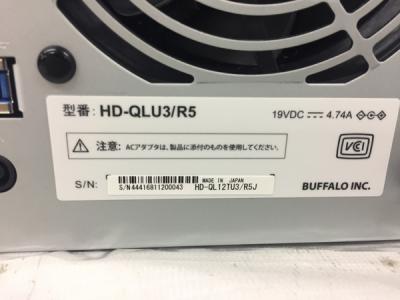 型番: HD-QLU3/R5
19VDC ⎓ 4.74A
注意: ACアダプタは、製品に添付のものを使用してください。
VCCI
S/N:
S/N 44416811200043 MADE IN JAPAN HD-QL12TU3/R5J
BUFFALO INC.